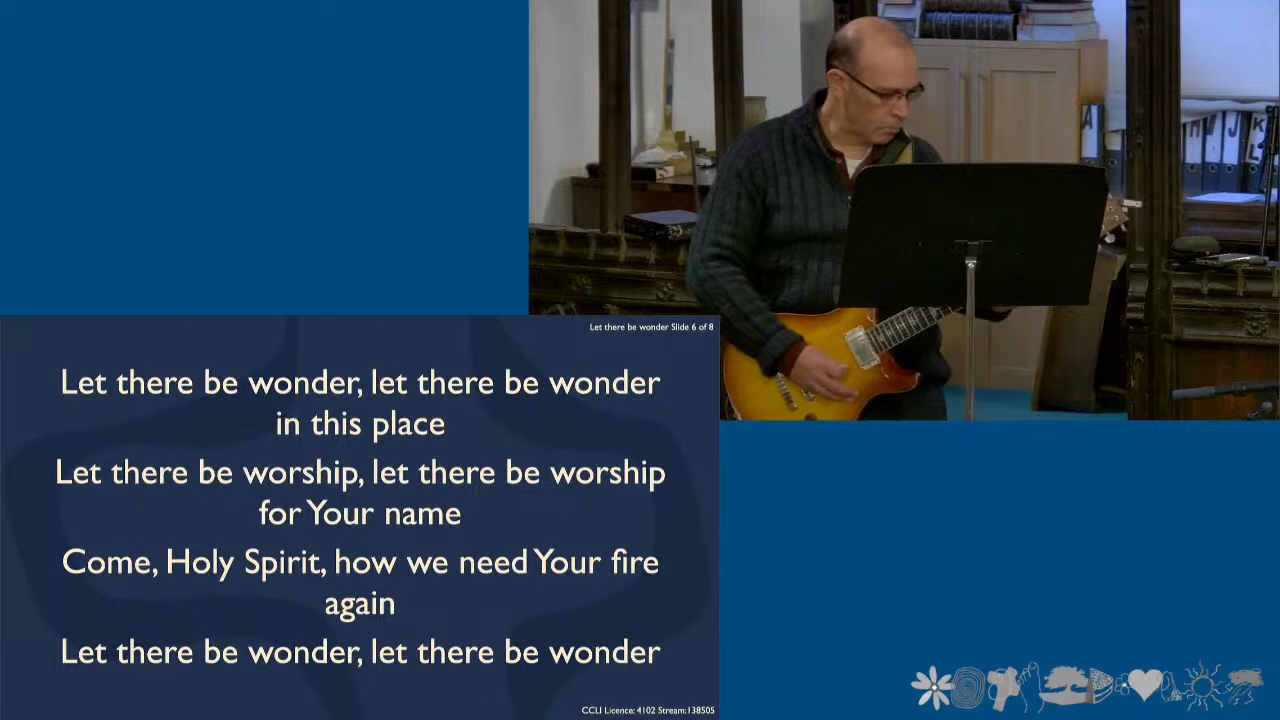 Let there be wonder Slide 6 of 8
Let there be wonder, let there be wonder
in this place
Let there be worship, let there be worship
for Your name
Come, Holy Spirit, how we need Your fire
again
Let there be wonder, let there be wonder
CCLI Licence: 4102 Stream:138505
A
H
J
K
L